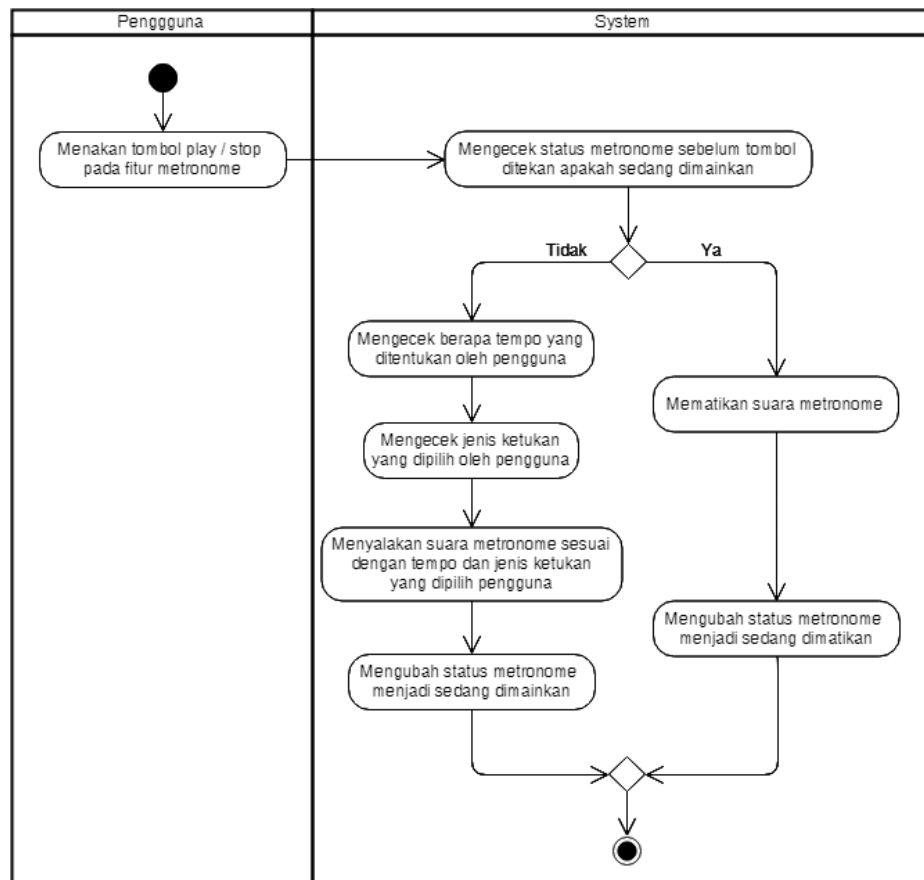 Penggguna
System
Menakan tombol play / stop
pada fitur metronome
Mengecek status metronome sebelum tombol
ditekan apakah sedang dimainkan
Tidak
Ya
Mengecek berapa tempo yang
ditentukan oleh pengguna
Mematikan suara metronome
Mengecek jenis ketukan
yang dipilih oleh pengguna
Menyalakan suara metronome sesuai
dengan tempo dan jenis ketukan
yang dipilih pengguna
Mengubah status metronome
menjadi sedang dimatikan
Mengubah status metronome
menjadi sedang dimainkan